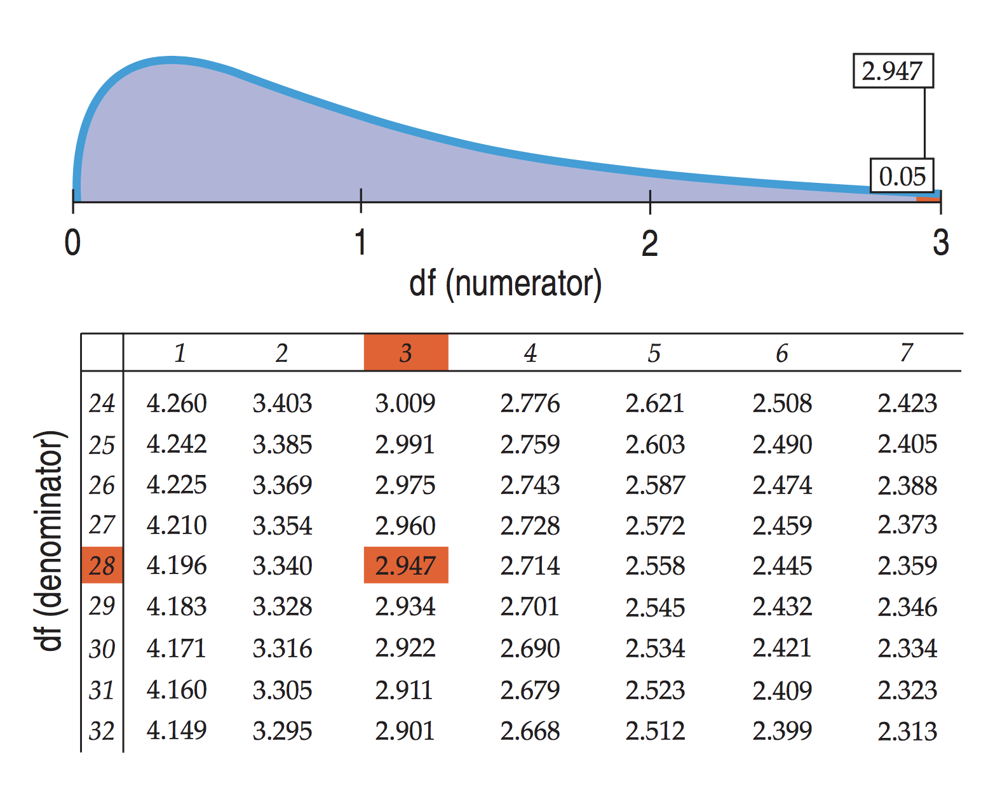 2.947
0.05
0 1 2 3
df (numerator)
1 2 3 4 5 6 7
df (denominator)
24 4.260 3.403 3.009 2.776 2.621 2.508 2.423
25 4.242 3.385 2.991 2.759 2.603 2.490 2.405
26 4.225 3.369 2.975 2.743 2.587 2.474 2.388
27 4.210 3.354 2.960 2.728 2.572 2.459 2.373
28 4.196 3.340 2.947 2.714 2.558 2.445 2.359
29 4.183 3.328 2.934 2.701 2.545 2.432 2.346
30 4.171 3.316 2.922 2.690 2.534 2.421 2.334
31 4.160 3.305 2.911 2.679 2.523 2.409 2.323
32 4.149 3.295 2.901 2.668 2.512 2.399 2.313